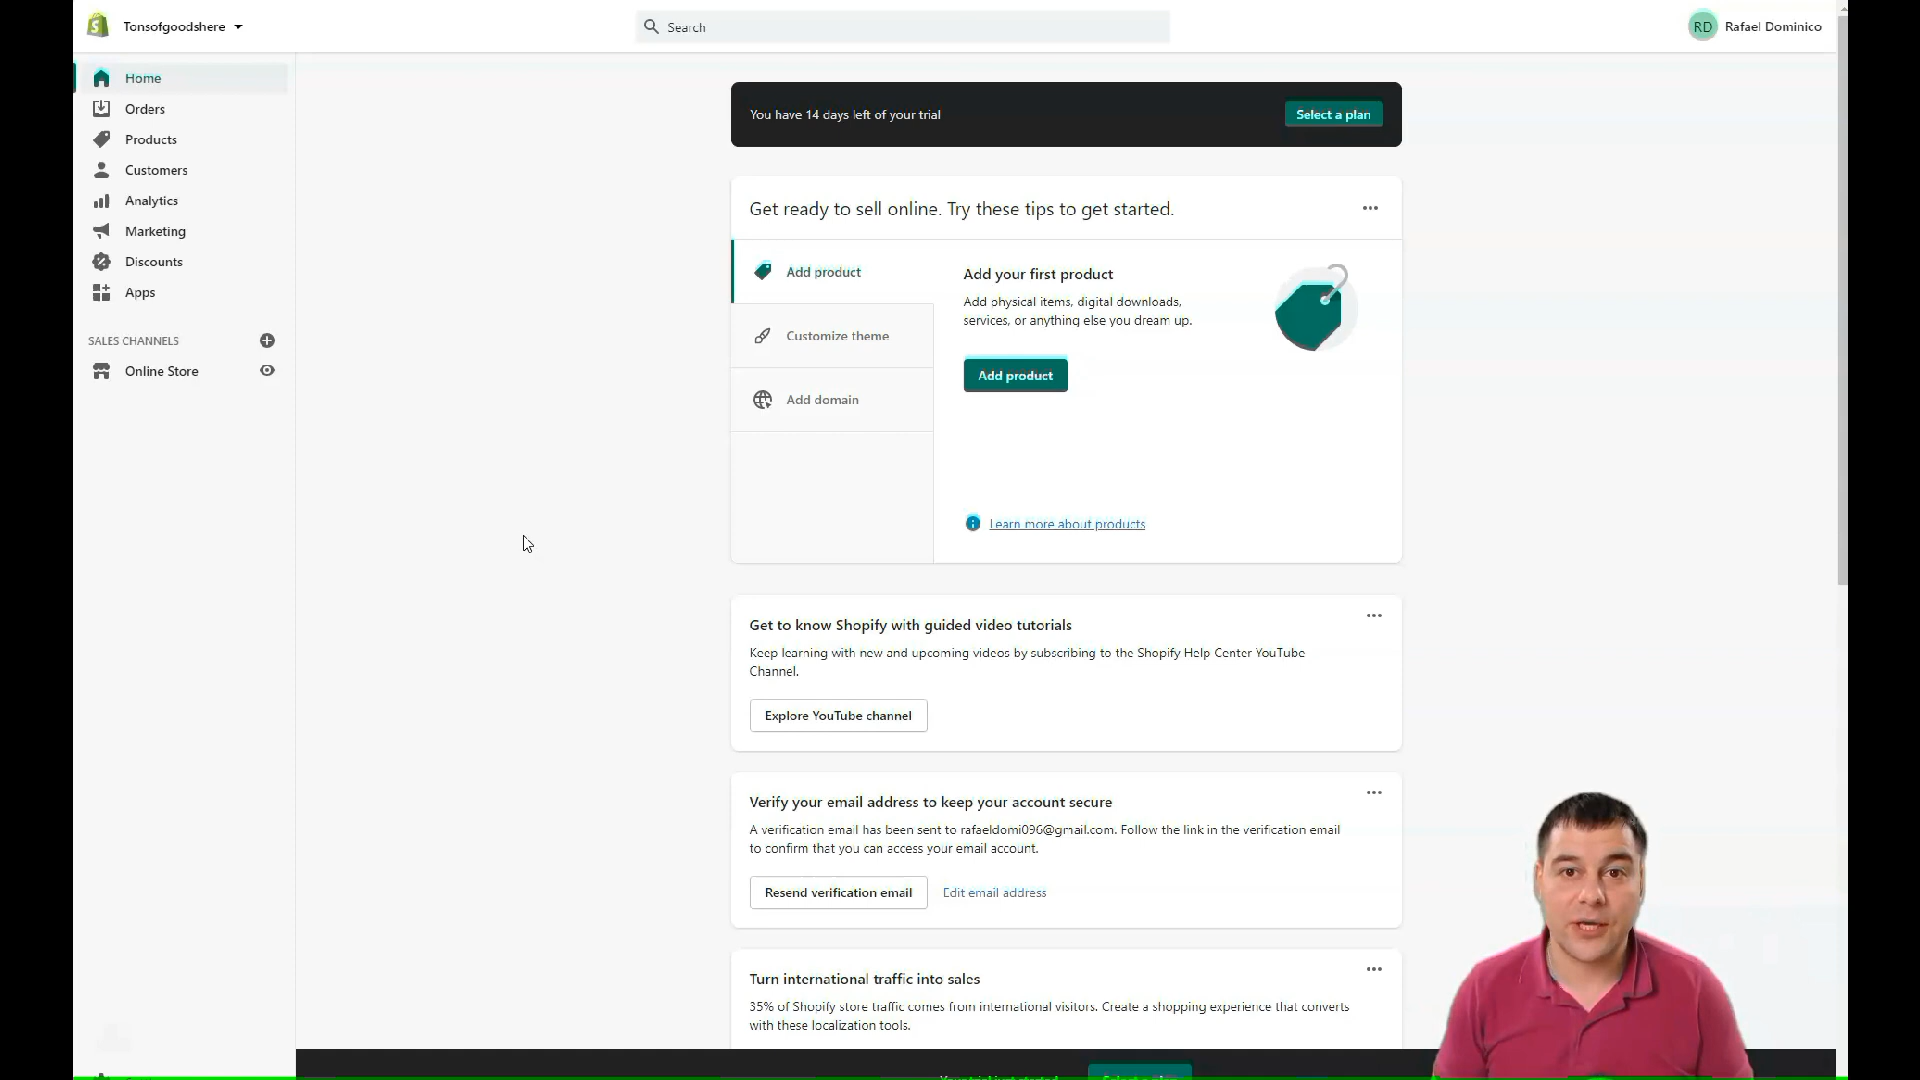 Tonsofgoodshere
Search
RD Rafael Dominico
Home
Orders
Products
Customers
Analytics
Marketing
Discounts
Apps
SALES CHANNELS
Online Store
You have 14 days left of your trial
Select a plan
Get ready to sell online. Try these tips to get started.
Add product
Customize theme
Add domain
Add your first product
Add physical items, digital downloads,
services, or anything else you dream up.
Add product
Learn more about products
Get to know Shopify with guided video tutorials
Keep learning with new and upcoming videos by subscribing to the Shopify Help Center YouTube
Channel.
Explore YouTube channel
Verify your email address to keep your account secure
A verification email has been sent to rafaeldomi096@gmail.com. Follow the link in the verification email
to confirm that you can access your email account.
Resend verification email
Edit email address
Turn international traffic into sales
35% of Shopify store traffic comes from international visitors. Create a shopping experience that converts
with these localization tools.